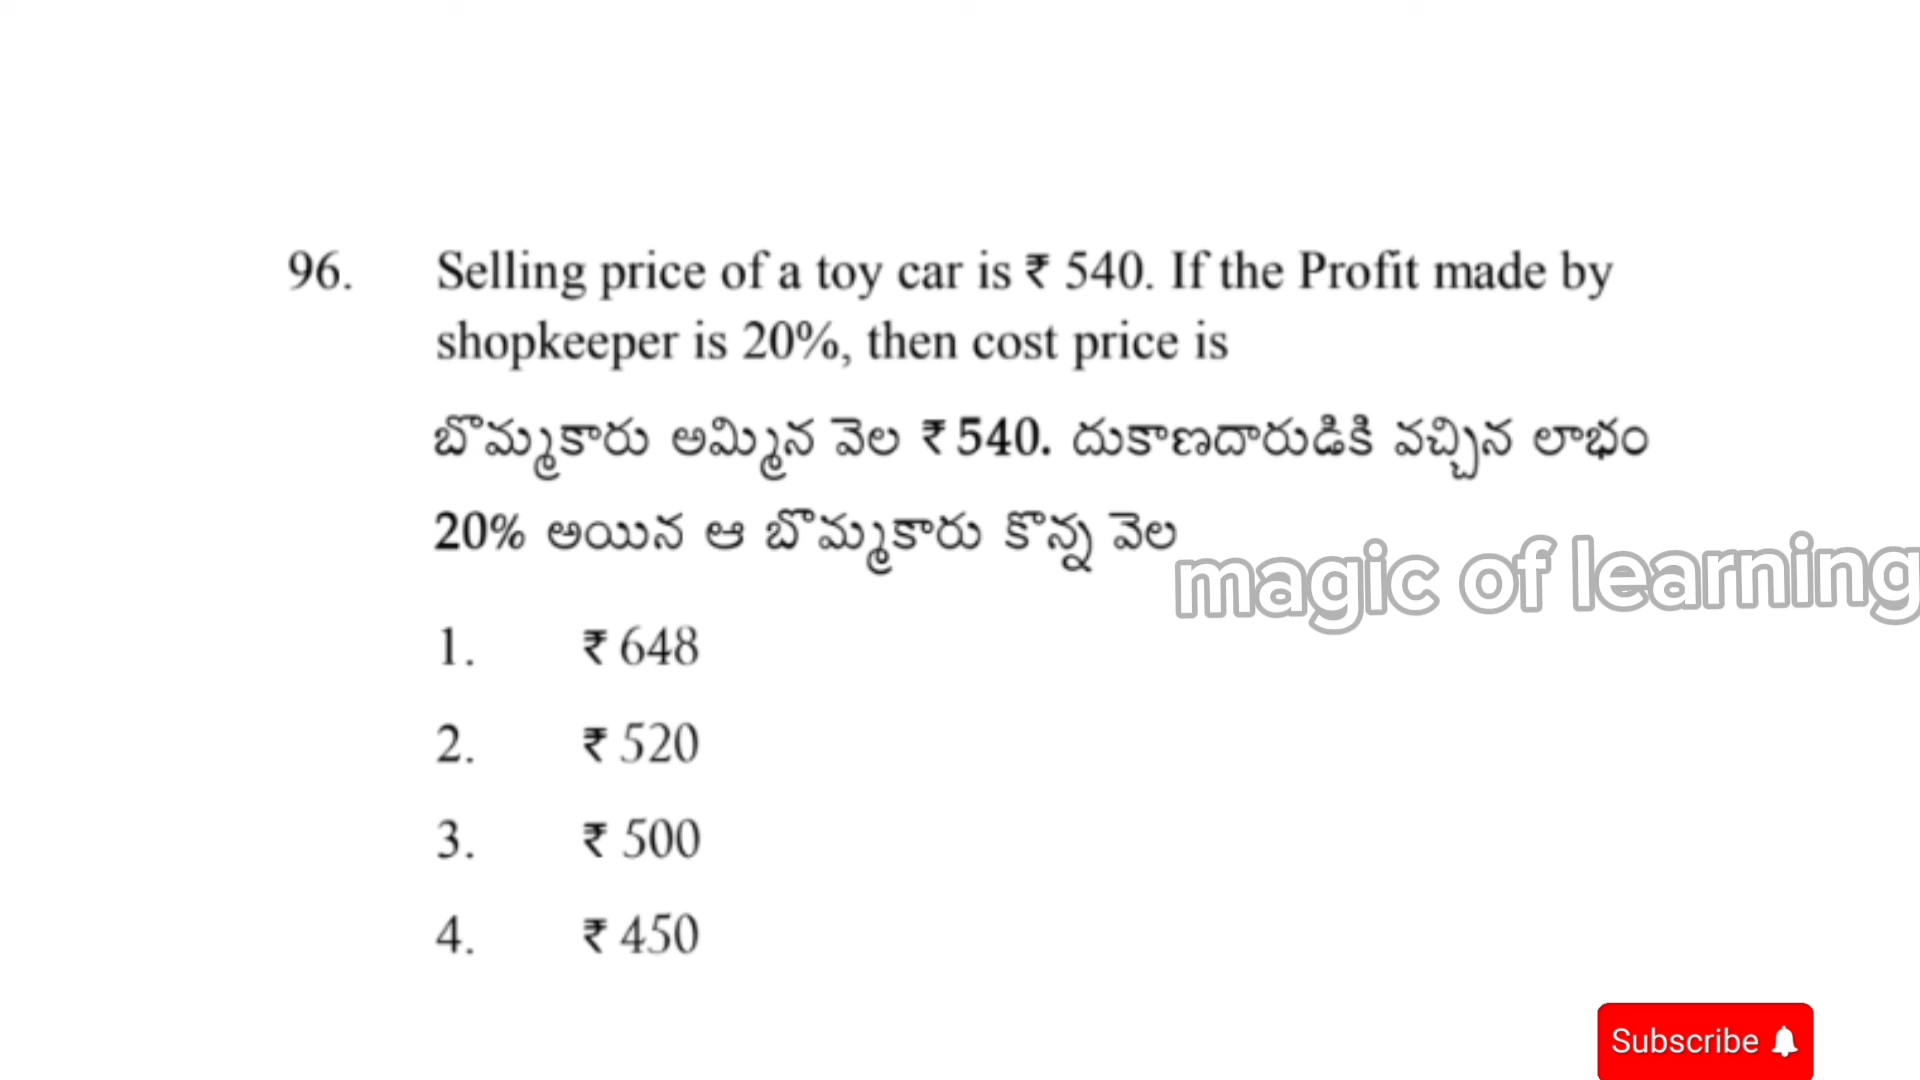 96. Selling price of a toy car is ₹ 540. If the Profit made by
shopkeeper is 20%, then cost price is
బొమ్మకారు అమ్మిన వెల ₹ 540. దుకాణదారుడికి వచ్చిన లాభం
20% అయిన ఆ బొమ్మకారు కొన్న వెల
magic of learning
1. ₹ 648
2. ₹ 520
3. ₹ 500
4. ₹ 450
Subscribe